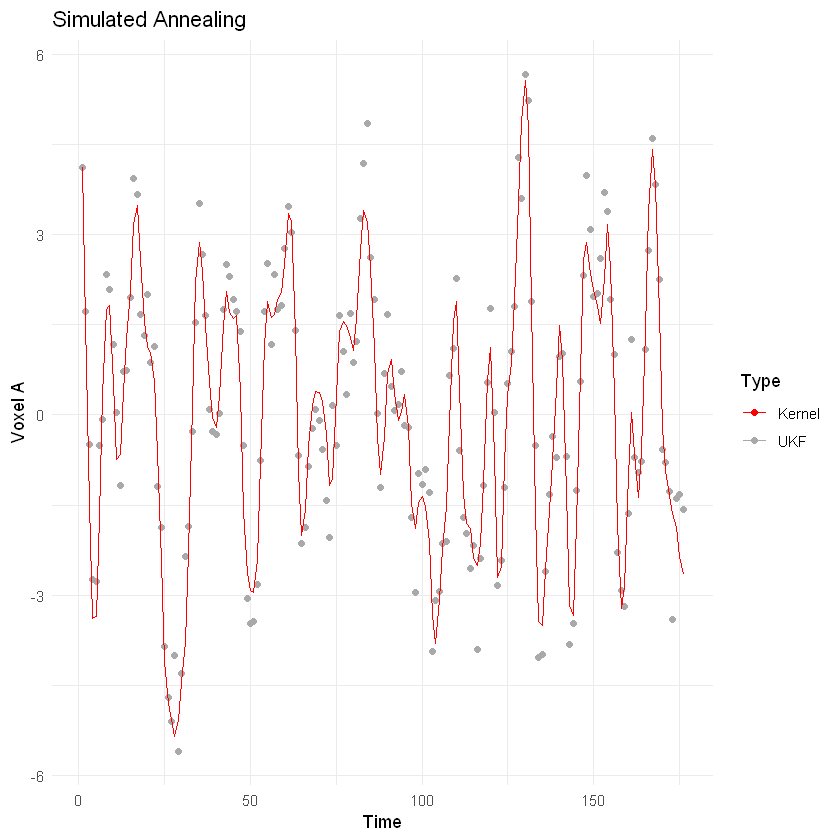 Simulated Annealing
6
3
0
-3
-6
Voxel A
0
50
100
150
Time
Type
Kernel
UKF